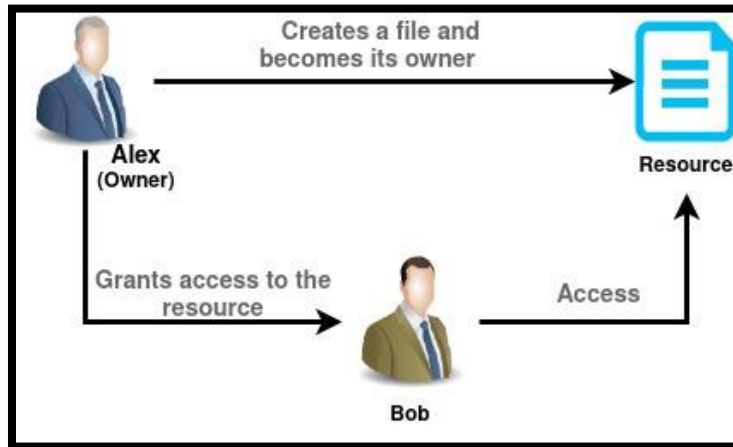 Creates a file and
becomes its owner
Alex
(Owner)
Resource
Grants access to the
resource
Access
Bob